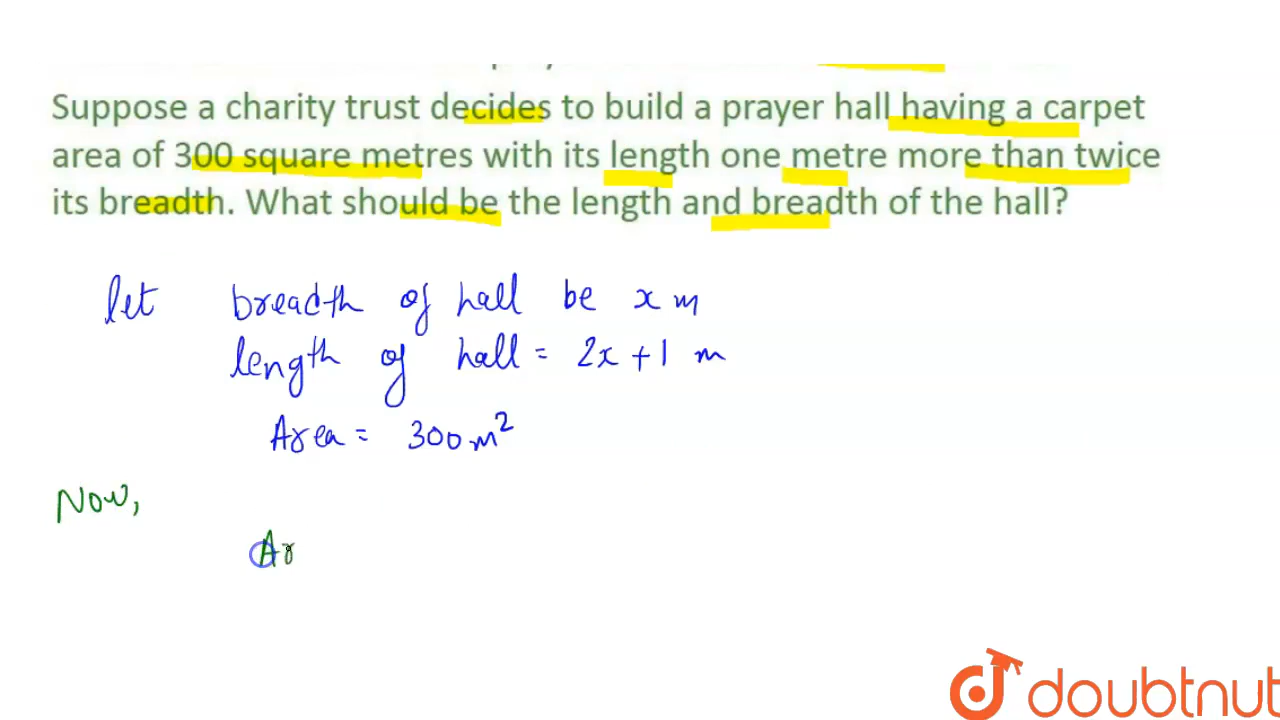 Suppose a charity trust decides to build a prayer hall having a carpet
area of 300 square metres with its length one metre more than twice
its breadth. What should be the length and breadth of the hall?
let breadth of hall be x m
length of hall = 2x + 1 m
Area = 300 m²
Now,
Ar
doubtnut